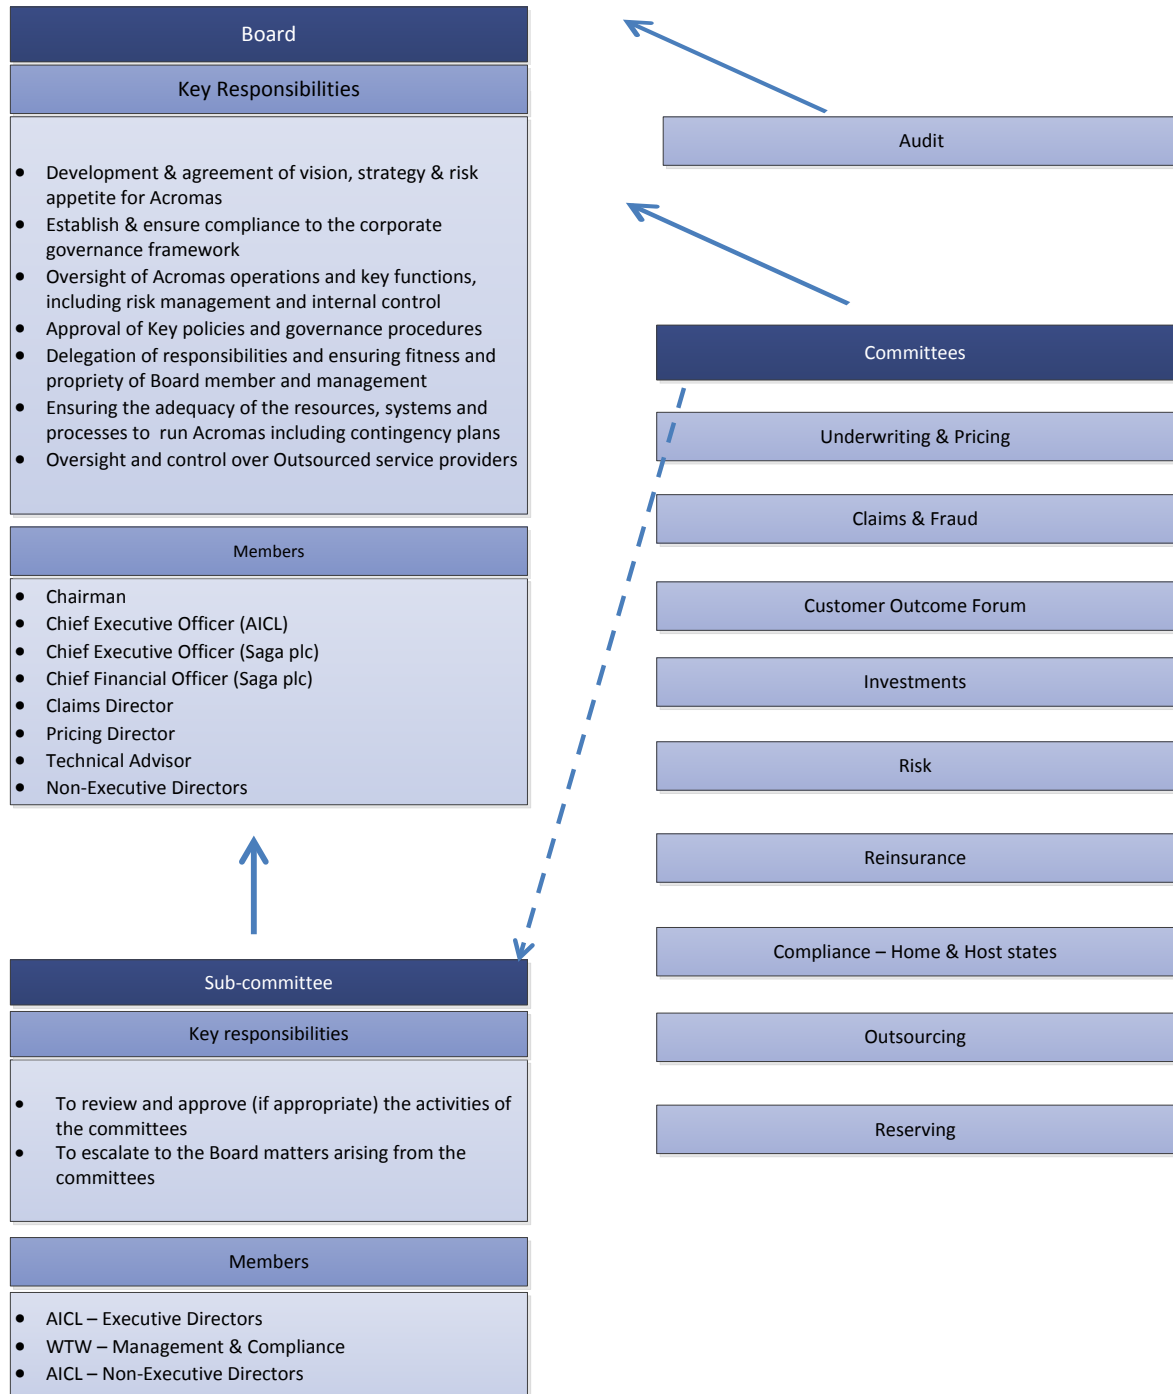 Board
Key Responsibilities
• Development & agreement of vision, strategy & risk
appetite for Acromas
• Establish & ensure compliance to the corporate
governance framework
• Oversight of Acromas operations and key functions,
including risk management and internal control
• Approval of Key policies and governance procedures
• Delegation of responsibilities and ensuring fitness and
propriety of Board member and management
• Ensuring the adequacy of the resources, systems and
processes to run Acromas including contingency plans
• Oversight and control over Outsourced service providers
Members
• Chairman
• Chief Executive Officer (AICL)
• Chief Executive Officer (Saga plc)
• Chief Financial Officer (Saga plc)
• Claims Director
• Pricing Director
• Technical Advisor
• Non-Executive Directors
Sub-committee
Key responsibilities
• To review and approve (if appropriate) the activities of
the committees
• To escalate to the Board matters arising from the
committees
Members
• AICL – Executive Directors
• WTW – Management & Compliance
• AICL – Non-Executive Directors
Audit
Committees
Underwriting & Pricing
Claims & Fraud
Customer Outcome Forum
Investments
Risk
Reinsurance
Compliance – Home & Host states
Outsourcing
Reserving